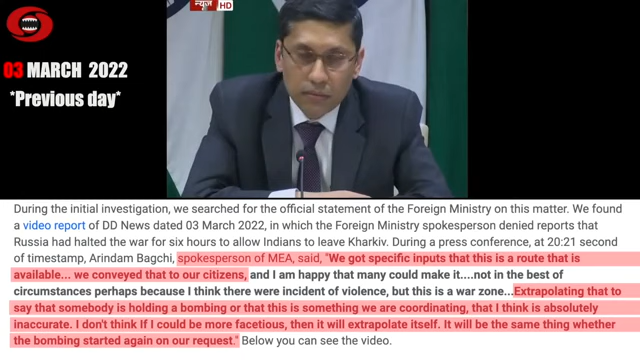 न्यूज़ HD
03 MARCH 2022
*Previous day*
During the initial investigation, we searched for the official statement of the Foreign Ministry on this matter. We found
a video report of DD News dated 03 March 2022, in which the Foreign Ministry spokesperson denied reports that
Russia had halted the war for six hours to allow Indians to leave Kharkiv. During a press conference, at 20:21 second
of timestamp, Arindam Bagchi, spokesperson of MEA, said, "We got specific inputs that this is a route that is
available... we conveyed that to our citizens, and I am happy that many could make it....not in the best of
circumstances perhaps because I think there were incident of violence, but this is a war zone...Extrapolating that to
say that somebody is holding a bombing or that this is something we are coordinating, that I think is absolutely
inaccurate. I don't think If I could be more facetious, then it will extrapolate itself. It will be the same thing whether
the bombing started again on our request." Below you can see the video.